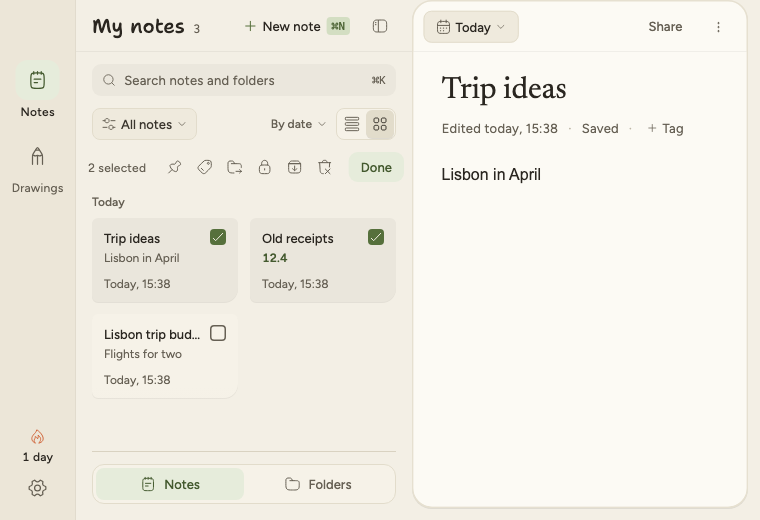 My notes 3
New note ⌘N
Today
Share
Search notes and folders ⌘K
Notes
All notes
By date
Drawings
2 selected
Done
Today
Trip ideas
Lisbon in April
Today, 15:38
Old receipts
12.4
Today, 15:38
Lisbon trip bud...
Flights for two
Today, 15:38
1 day
Notes
Folders
Trip ideas
Edited today, 15:38 · Saved · + Tag
Lisbon in April